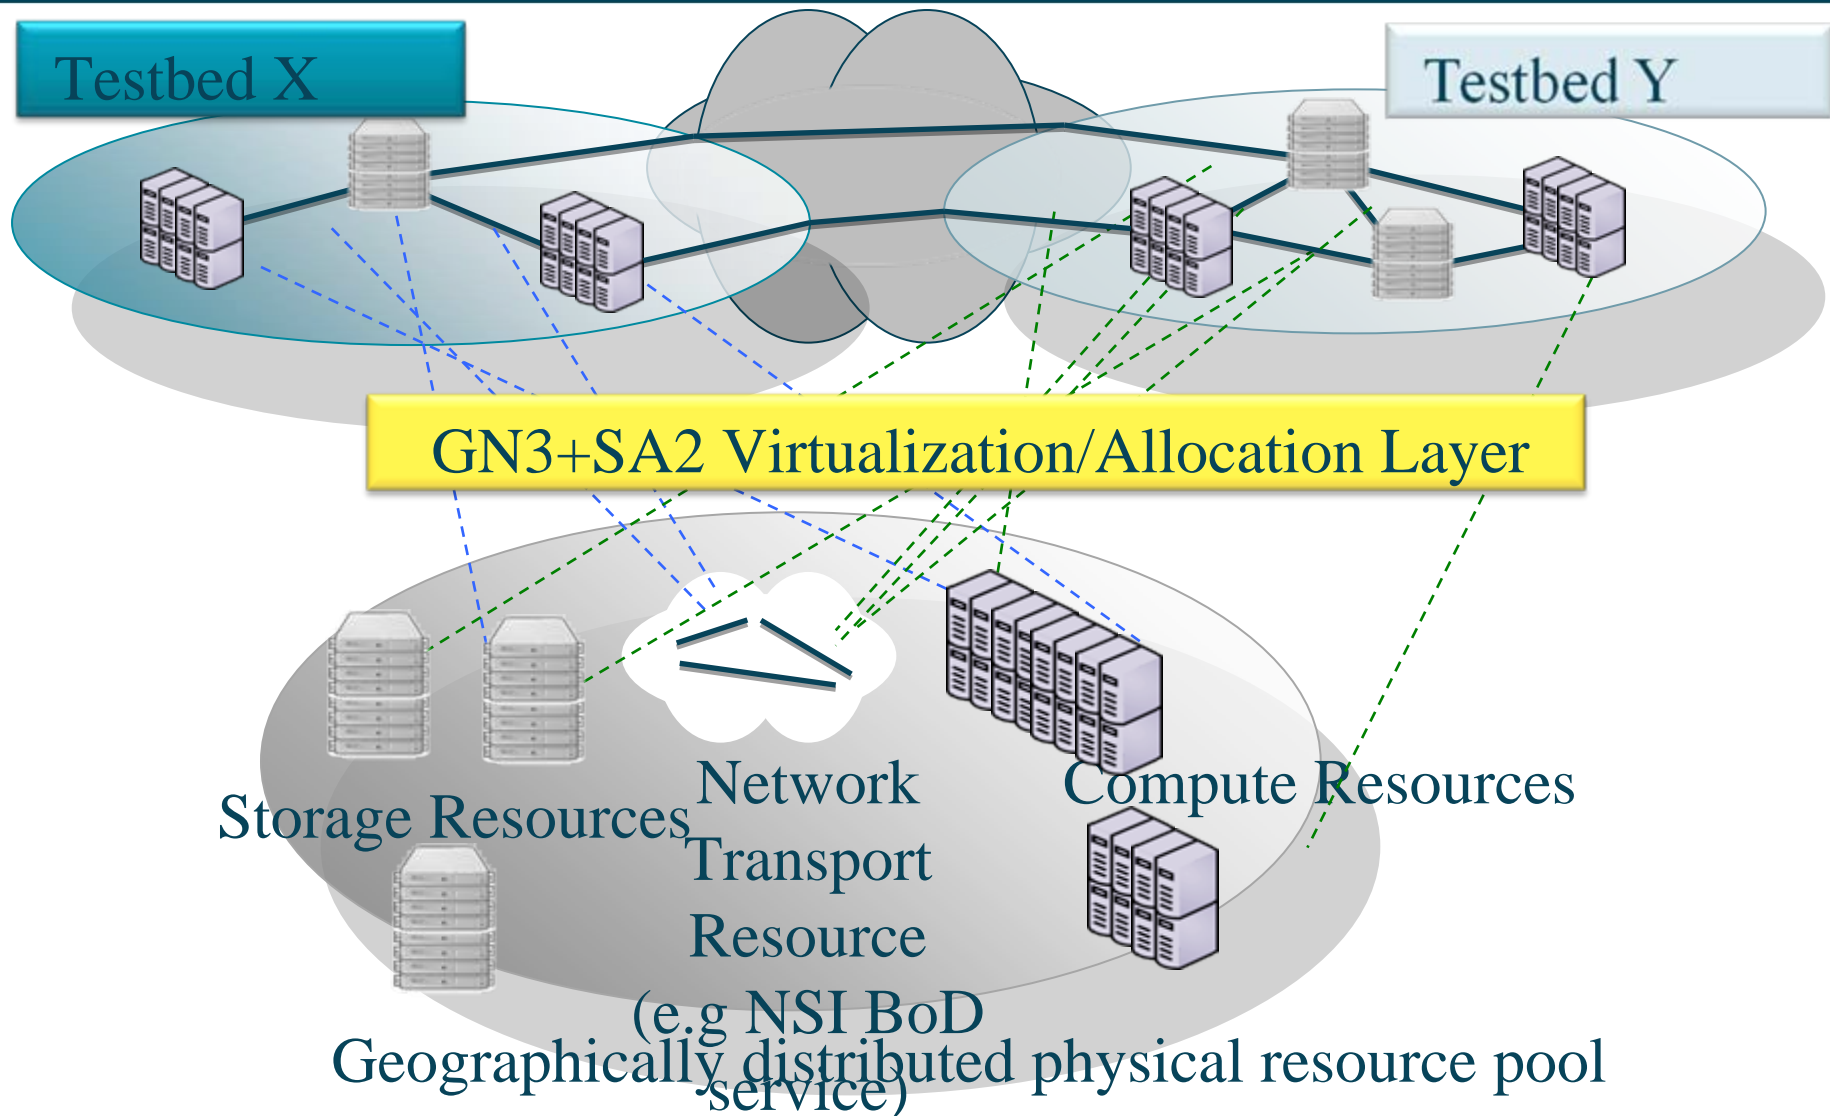 Testbed X
Testbed Y
GN3+SA2 Virtualization/Allocation Layer
Storage Resources
Network
Transport
Resource
(e.g NSI BoD
service)
Compute Resources
Geographically distributed physical resource pool